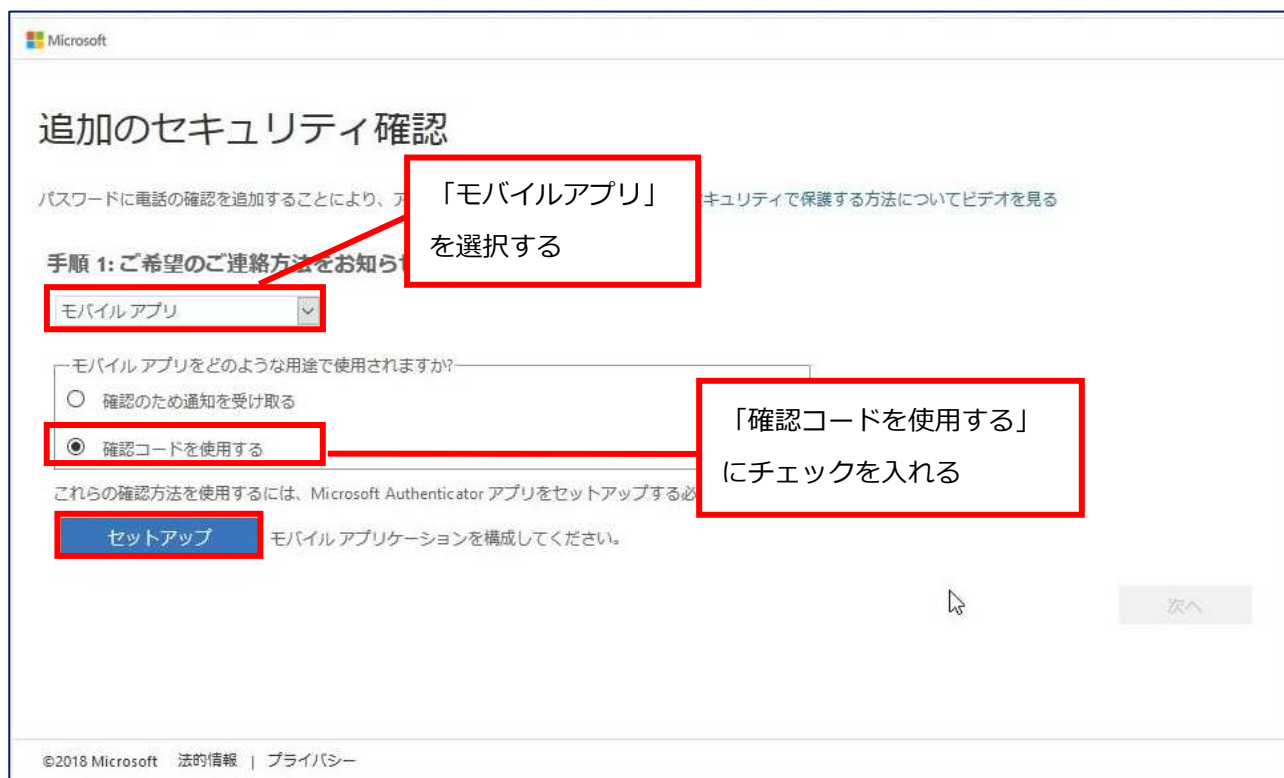 Microsoft
追加のセキュリティ確認
パスワードに電話の確認を追加することにより、
キュリティで保護する方法についてビデオを見る
「モバイルアプリ」
を選択する
手順 1: ご希望のご連絡方法をお知ら
モバイル アプリ
モバイル アプリをどのような用途で使用されますか?
確認のため通知を受け取る
確認コードを使用する
「確認コードを使用する」
にチェックを入れる
これらの確認方法を使用するには、Microsoft Authenticator アプリをセットアップする必
セットアップ モバイル アプリケーションを構成してください。
次へ
©2018 Microsoft 法的情報 | プライバシー